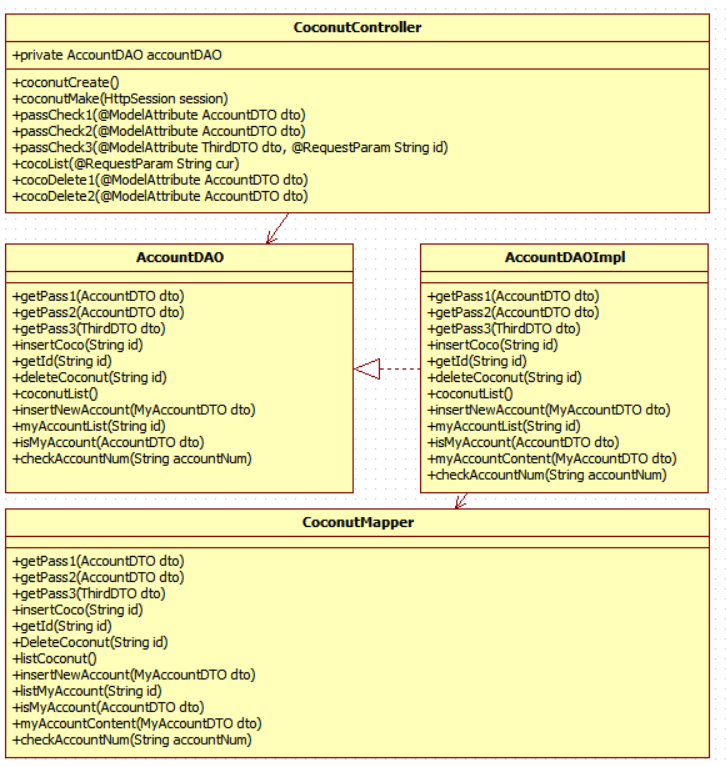 CoconutController
+private AccountDAO accountDAO
+coconutCreate()
+coconutMake(HttpSession session)
+passCheck1(@ModelAttribute AccountDTO dto)
+passCheck2(@ModelAttribute AccountDTO dto)
+passCheck3(@ModelAttribute ThirdDTO dto, @RequestParam String id)
+cocoList(@RequestParam String cur)
+cocoDelete1(@ModelAttribute AccountDTO dto)
+cocoDelete2(@ModelAttribute AccountDTO dto)
AccountDAO
+getPass1(AccountDTO dto)
+getPass2(AccountDTO dto)
+getPass3(ThirdDTO dto)
+insertCoco(String id)
+getId(String id)
+deleteCoconut(String id)
+coconutList()
+insertNewAccount(MyAccountDTO dto)
+myAccountList(String id)
+isMyAccount(AccountDTO dto)
+checkAccountNum(String accountNum)
AccountDAOImpl
+getPass1(AccountDTO dto)
+getPass2(AccountDTO dto)
+getPass3(ThirdDTO dto)
+insertCoco(String id)
+getId(String id)
+deleteCoconut(String id)
+coconutList()
+insertNewAccount(MyAccountDTO dto)
+myAccountList(String id)
+isMyAccount(AccountDTO dto)
+myAccountContent(MyAccountDTO dto)
+checkAccountNum(String accountNum)
CoconutMapper
+getPass1(AccountDTO dto)
+getPass2(AccountDTO dto)
+getPass3(ThirdDTO dto)
+insertCoco(String id)
+getId(String id)
+DeleteCoconut(String id)
+listCoconut()
+insertNewAccount(MyAccountDTO dto)
+listMyAccount(String id)
+isMyAccount(AccountDTO dto)
+myAccountContent(MyAccountDTO dto)
+checkAccountNum(String accountNum)